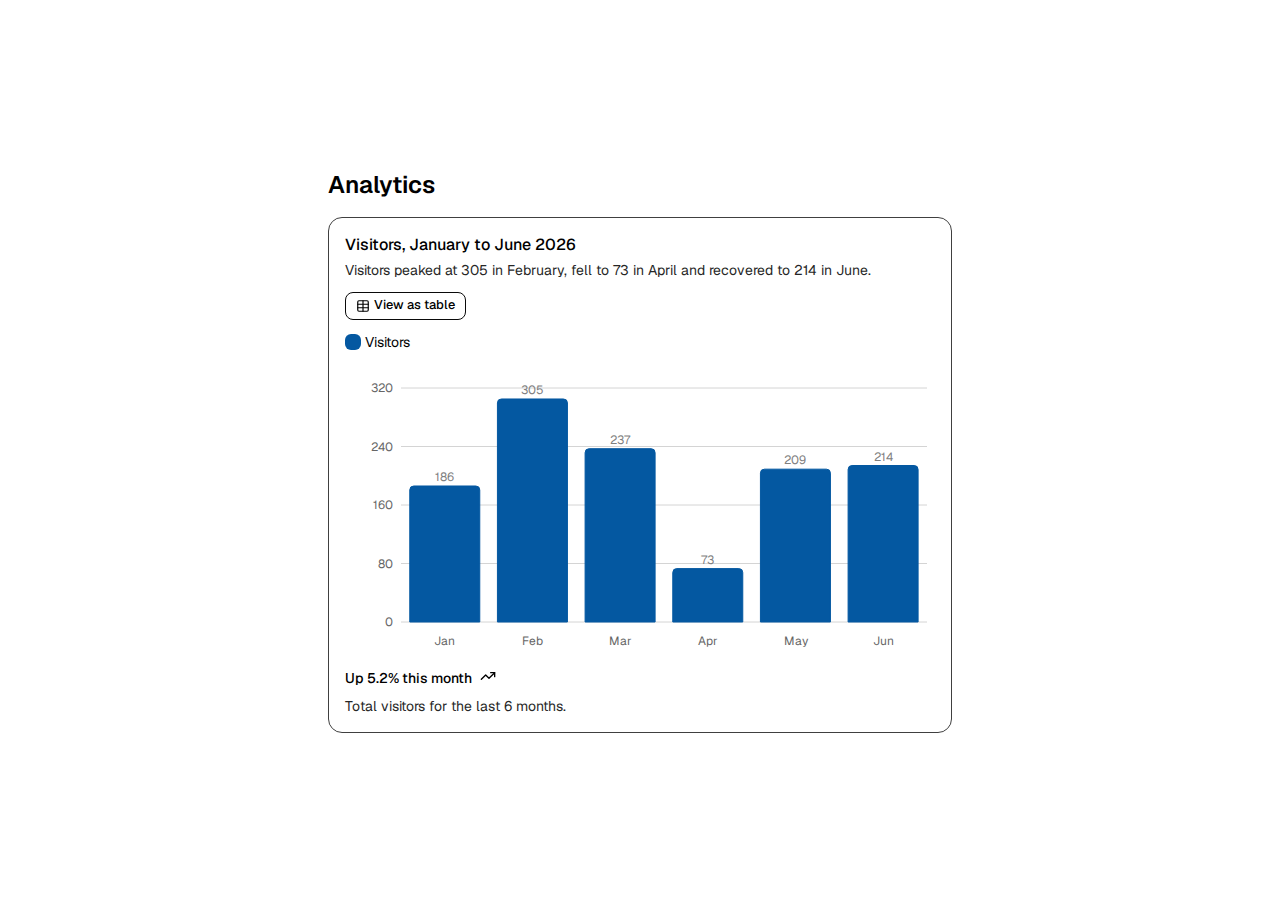 Analytics
Visitors, January to June 2026
Visitors peaked at 305 in February, fell to 73 in April and recovered to 214 in June.
View as table
Visitors
320
240
160
80
0
186
305
237
73
209
214
Jan Feb Mar Apr May Jun
Up 5.2% this month
Total visitors for the last 6 months.